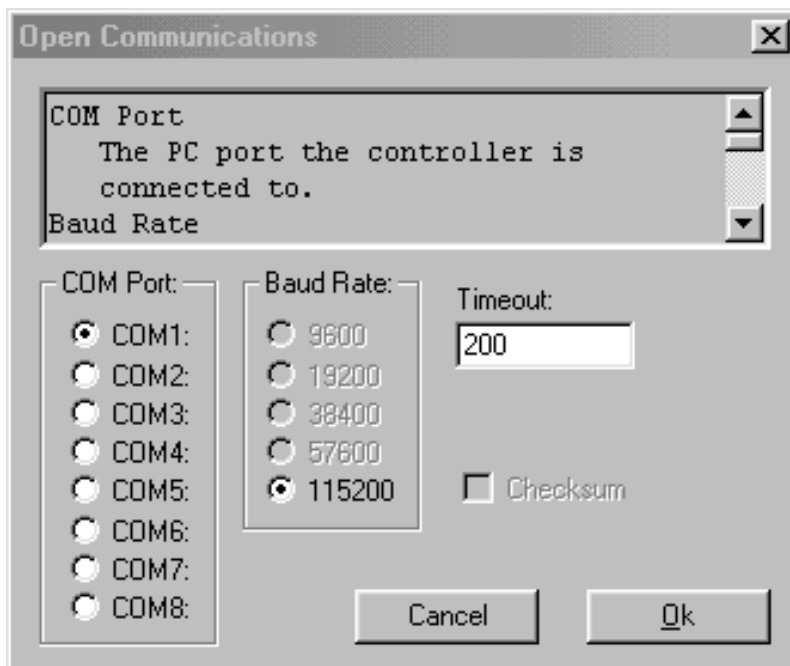 Open Communications
COM Port
The PC port the controller is
connected to.
Baud Rate
COM Port:
COM1:
COM2:
COM3:
COM4:
COM5:
COM6:
COM7:
COM8:
Baud Rate:
9600
19200
38400
57600
115200
Timeout:
200
Checksum
Cancel
Ok